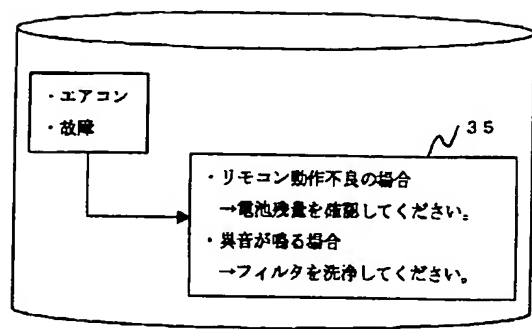 ・エアコン
・故障
35
・リモコン動作不良の場合
→電池残量を確認してください。
・異音が鳴る場合
→フィルタを洗浄してください。